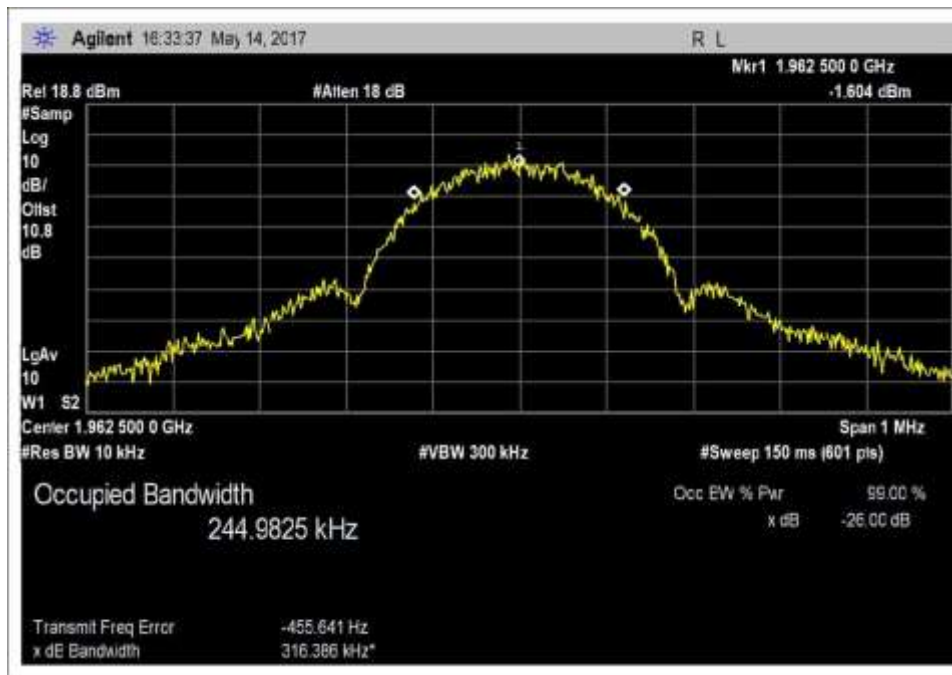 Agilent 16:33:37 May 14, 2017 R L
Mkr1 1.962 500 0 GHz
Ref 18.8 dBm #Atten 18 dB -1.604 dBm
#Samp
Log
10
dB/
Offst
10.8
dB
1
LgAv
10
W1 S2
Center 1.962 500 0 GHz Span 1 MHz
#Res BW 10 kHz #VBW 300 kHz #Sweep 150 ms (601 pts)
Occupied Bandwidth Occ BW % Pwr 99.00 %
244.9825 kHz x dB -26.00 dB
Transmit Freq Error -455.641 Hz
x dB Bandwidth 316.386 kHz*